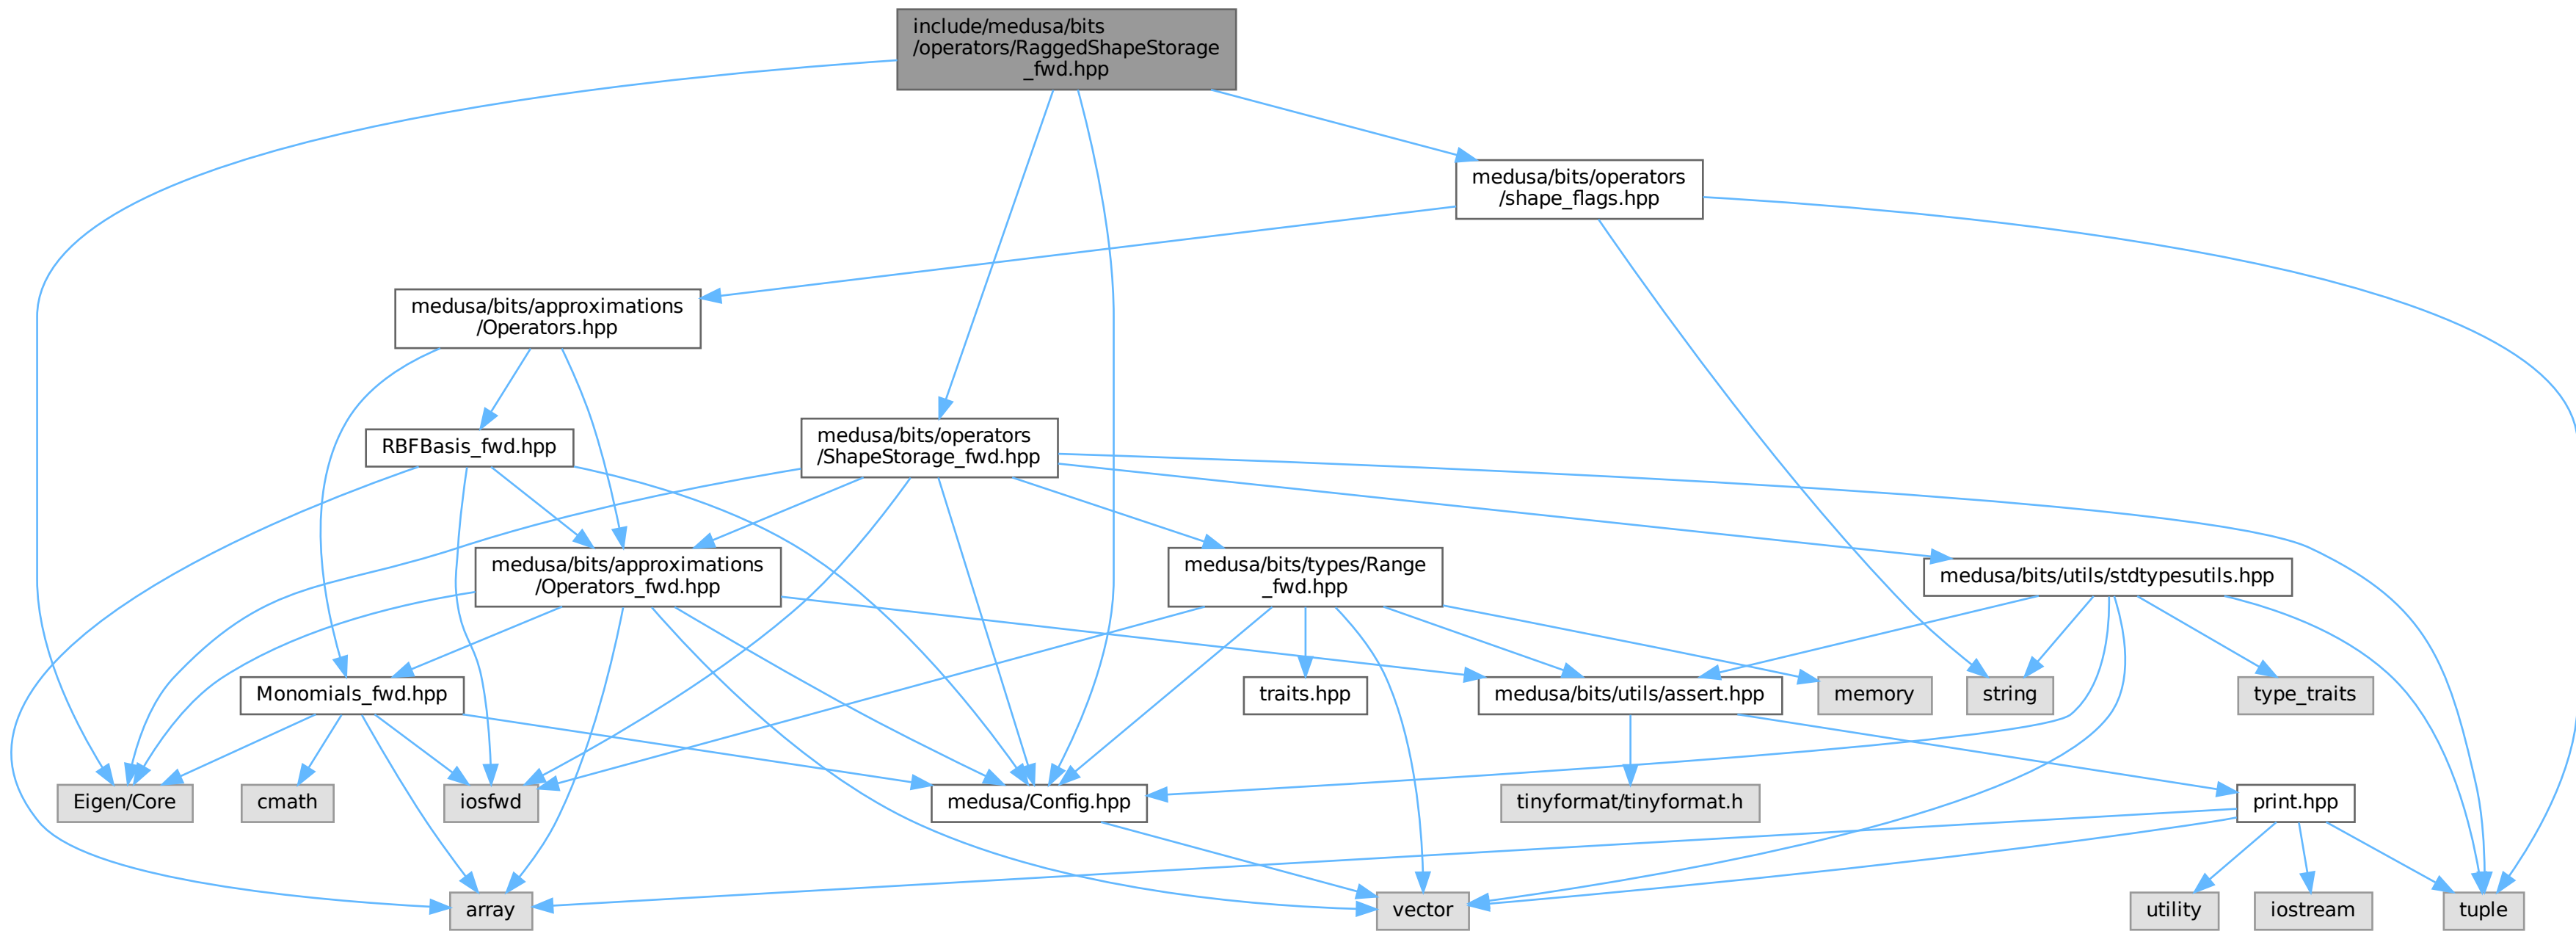 include/medusa/bits
/operators/RaggedShapeStorage
_fwd.hpp
medusa/bits/operators
/shape_flags.hpp
medusa/bits/approximations
/Operators.hpp
RBFBasis_fwd.hpp
medusa/bits/operators
/ShapeStorage_fwd.hpp
medusa/bits/approximations
/Operators_fwd.hpp
medusa/bits/types/Range
_fwd.hpp
medusa/bits/utils/stdtypesutils.hpp
Monomials_fwd.hpp
traits.hpp
medusa/bits/utils/assert.hpp
memory
string
type_traits
Eigen/Core
cmath
iosfwd
medusa/Config.hpp
tinyformat/tinyformat.h
print.hpp
array
vector
utility
iostream
tuple